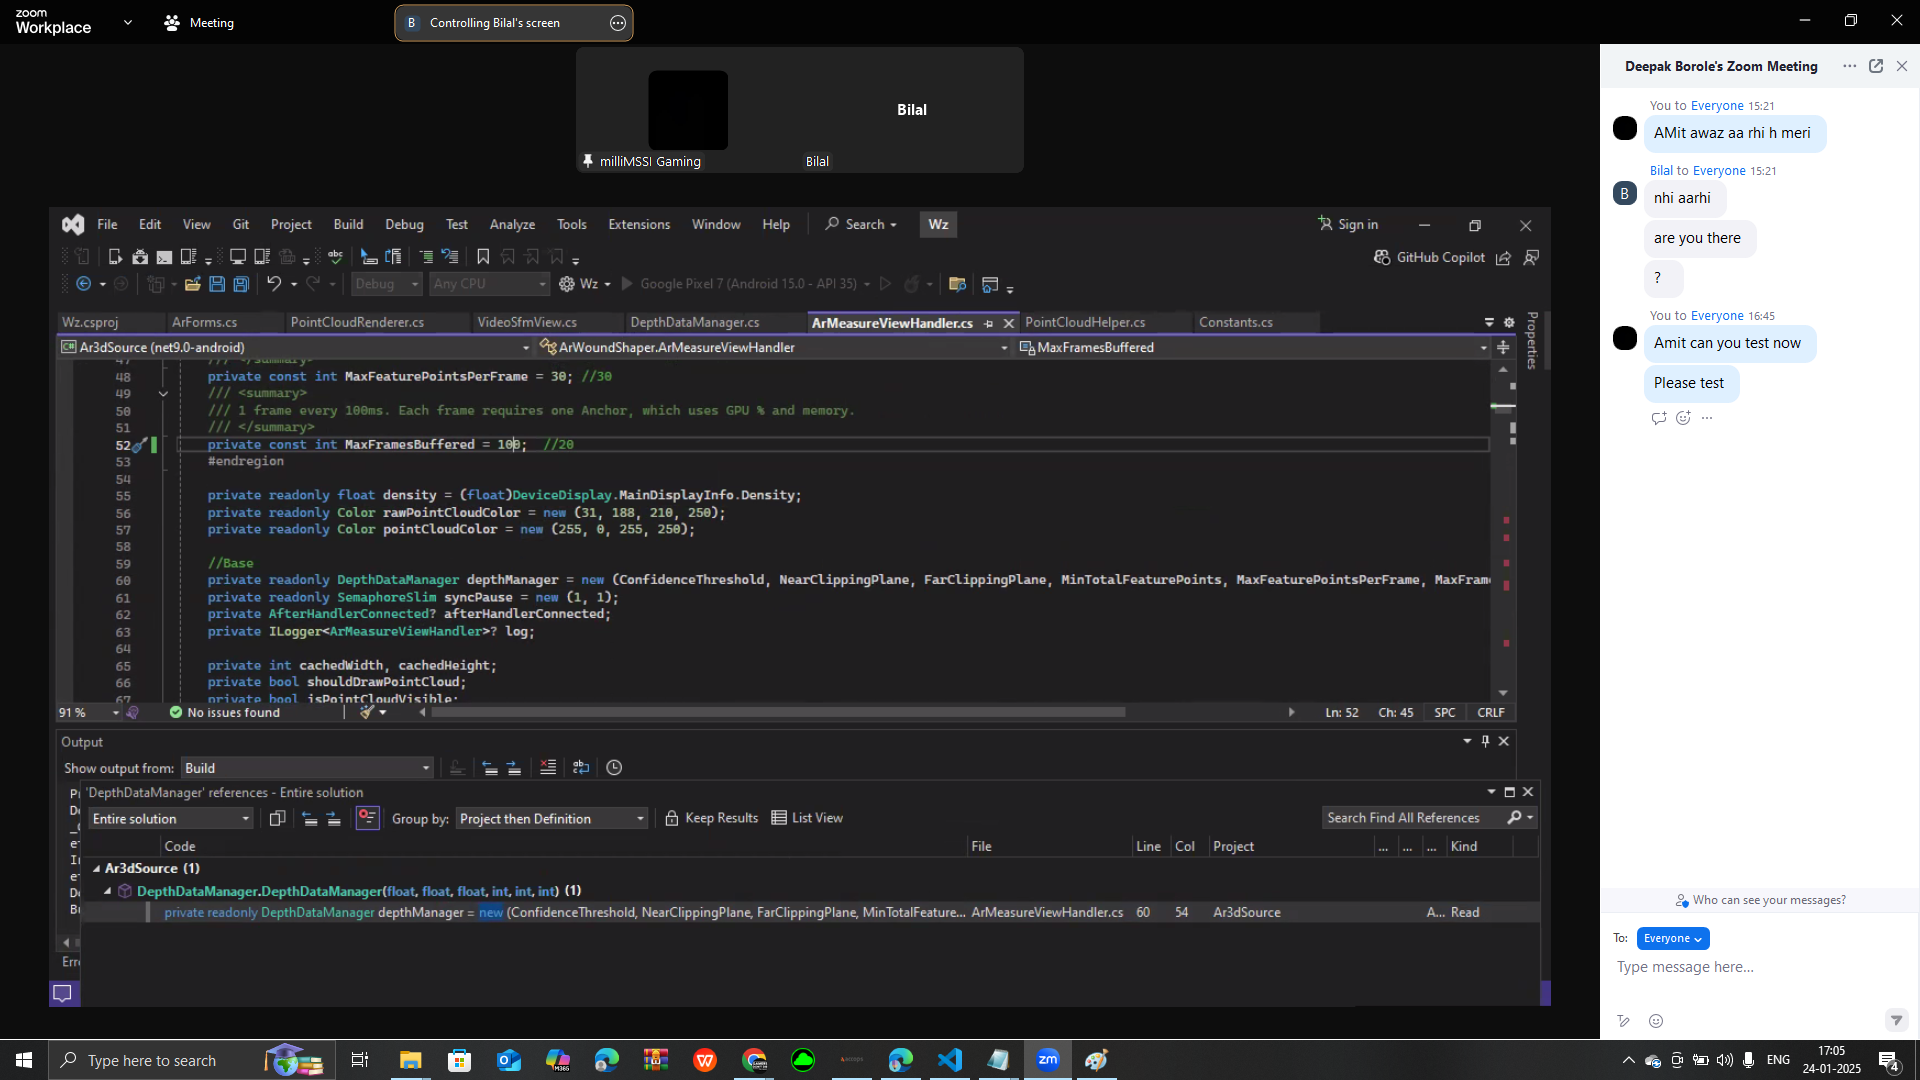 zoom
Workplace
Meeting
B Controlling Bilal's screen
Bilal
milliMSSI Gaming
Bilal
File Edit View Git Project Build Debug Test Analyze Tools Extensions Window Help Search Wz Sign in
GitHub Copilot
Debug Any CPU Wz Google Pixel 7 (Android 15.0 - API 35)
Wz.csproj ArForms.cs PointCloudRenderer.cs VideoSfmView.cs DepthDataManager.cs ArMeasureViewHandler.cs PointCloudHelper.cs Constants.cs
Properties
Ar3dSource (net9.0-android) ArWoundShaper.ArMeasureViewHandler MaxFramesBuffered
47 /// </summary>
48 private const int MaxFeaturePointsPerFrame = 30; //30
49 /// <summary>
50 /// 1 frame every 100ms. Each frame requires one Anchor, which uses GPU % and memory.
51 /// </summary>
52 private const int MaxFramesBuffered = 100; //20
53 #endregion
54
55 private readonly float density = (float)DeviceDisplay.MainDisplayInfo.Density;
56 private readonly Color rawPointCloudColor = new (31, 188, 210, 250);
57 private readonly Color pointCloudColor = new (255, 0, 255, 250);
58
59 //Base
60 private readonly DepthDataManager depthManager = new (ConfidenceThreshold, NearClippingPlane, FarClippingPlane, MinTotalFeaturePoints, MaxFeaturePointsPerFrame, MaxFrame
61 private readonly SemaphoreSlim syncPause = new (1, 1);
62 private AfterHandlerConnected? afterHandlerConnected;
63 private ILogger<ArMeasureViewHandler>? log;
64
65 private int cachedWidth, cachedHeight;
66 private bool shouldDrawPointCloud;
67 private bool isPointCloudVisible;
91 % No issues found Ln: 52 Ch: 45 SPC CRLF
Output
Show output from: Build
'DepthDataManager' references - Entire solution
Entire solution Group by: Project then Definition Keep Results List View Search Find All References
Code File Line Col Project ... ... ... Kind
Ar3dSource (1)
DepthDataManager.DepthDataManager(float, float, float, int, int, int) (1)
private readonly DepthDataManager depthManager = new (ConfidenceThreshold, NearClippingPlane, FarClippingPlane, MinTotalFeature... ArMeasureViewHandler.cs 60 54 Ar3dSource A... Read
Deepak Borole's Zoom Meeting
You to Everyone 15:21
AMit awaz aa rhi h meri
Bilal to Everyone 15:21
B nhi aarhi
are you there
?
You to Everyone 16:45
Amit can you test now
Please test
Who can see your messages?
To: Everyone
Type message here...
Type here to search
zm
ENG
17:05
24-01-2025
4